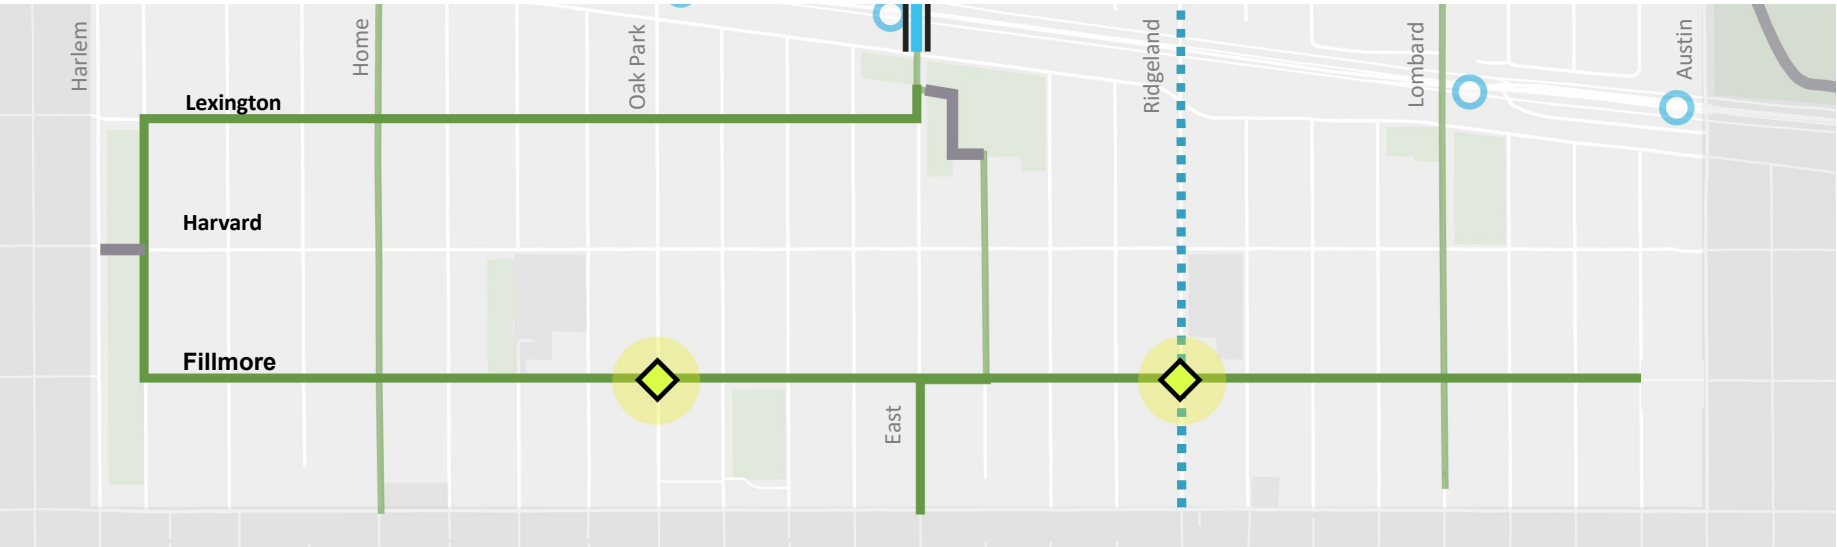 Harlem
Home
Oak Park
Ridgeland
Lombard
Austin
Lexington
Harvard
Fillmore
East